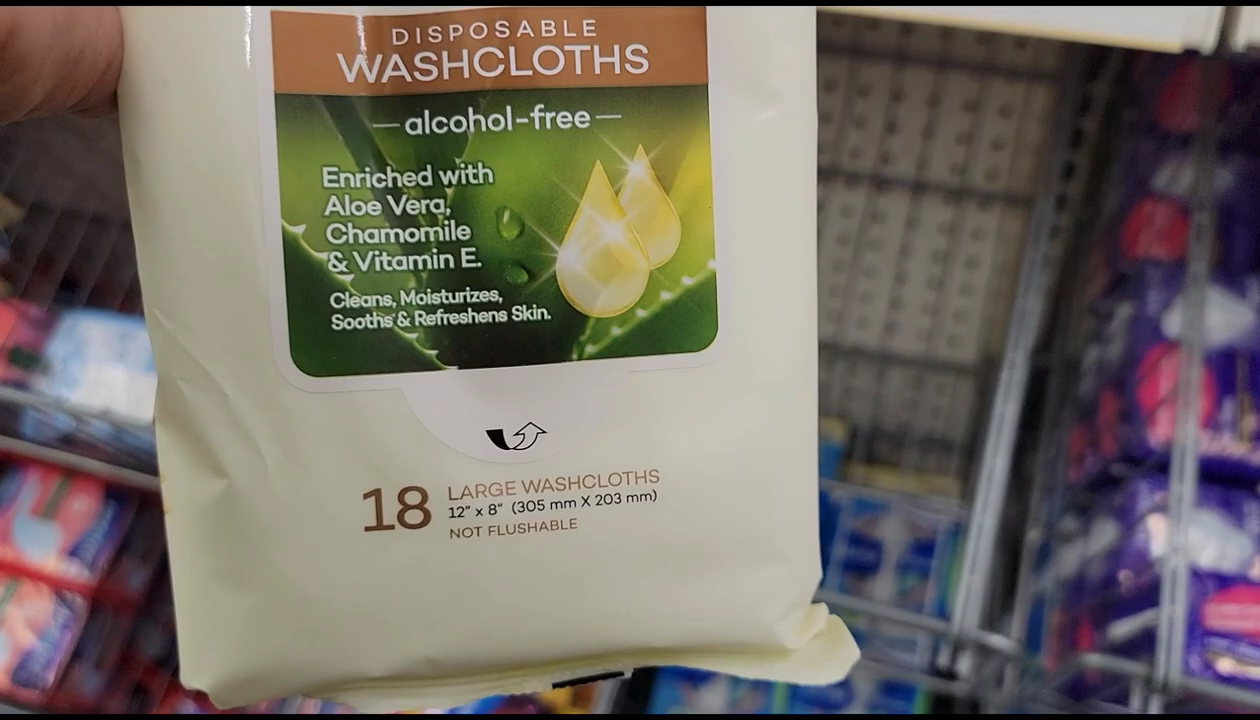 DISPOSABLE
WASHCLOTHS
—alcohol-free—
Enriched with
Aloe Vera,
Chamomile
& Vitamin E.
Cleans, Moisturizes,
Sooths & Refreshens Skin.
18
LARGE WASHCLOTHS
12" x 8" (305 mm X 203 mm)
NOT FLUSHABLE